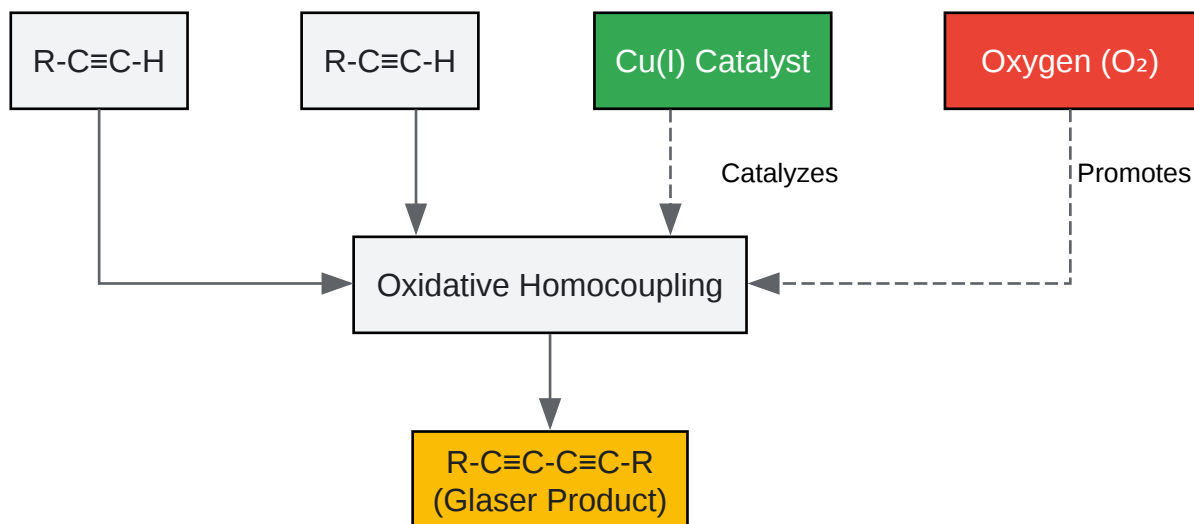 R-C≡C-H
R-C≡C-H
Cu(I) Catalyst
Oxygen (O₂)
Catalyzes
Promotes
Oxidative Homocoupling
R-C≡C-C≡C-R
(Glaser Product)